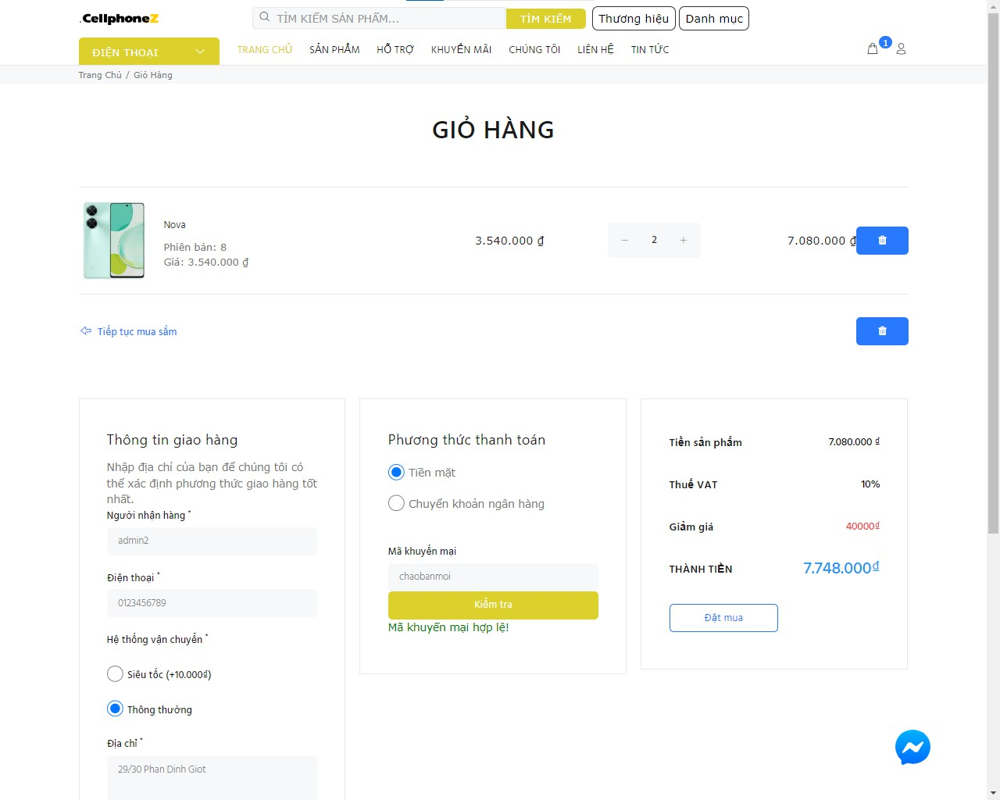 .CellphoneZ
TÌM KIẾM SẢN PHẨM...
TÌM KIẾM
Thương hiệu
Danh mục
ĐIỆN THOẠI
TRANG CHỦ
SẢN PHẨM
HỖ TRỢ
KHUYẾN MÃI
CHÚNG TÔI
LIÊN HỆ
TIN TỨC
1
Trang Chủ / Giỏ Hàng
GIỎ HÀNG
Nova
Phiên bản: 8
Giá: 3.540.000 ₫
3.540.000 ₫
− 2 +
7.080.000 ₫
Tiếp tục mua sắm
Thông tin giao hàng
Nhập địa chỉ của bạn để chúng tôi có
thể xác định phương thức giao hàng tốt
nhất.
Người nhận hàng *
admin2
Điện thoại *
0123456789
Hệ thống vận chuyển *
Siêu tốc (+10.000₫)
Thông thường
Địa chỉ *
29/30 Phan Dinh Giot
Phương thức thanh toán
Tiền mặt
Chuyển khoản ngân hàng
Mã khuyến mại
chaobanmoi
Kiểm tra
Mã khuyến mại hợp lệ!
Tiền sản phẩm 7.080.000 ₫
Thuế VAT 10%
Giảm giá 40000₫
THÀNH TIỀN 7.748.000₫
Đặt mua